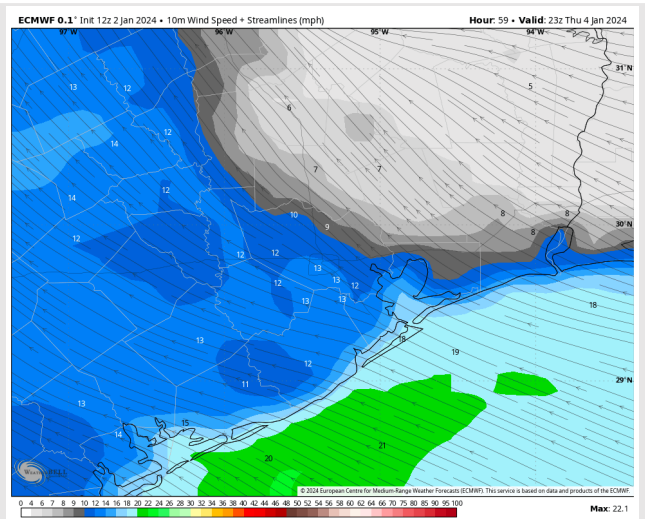 ECMWF 0.1° Init 12z 2 Jan 2024 • 10m Wind Speed + Streamlines (mph) Hour: 59 • Valid: 23z Thu 4 Jan 2024
97°W 96°W 95°W 94°W
31°N
13 12 5
6
12
14
7 7
12
14
10 8 8
9 8 30°N
12
12 12
13
13
12 12
13 13
18
18
13
19
12
11 29°N
13
15
14
21
20
© 2024 European Centre for Medium-Range Weather Forecasts (ECMWF). This service is based on data and products of the ECMWF.
0 4 6 7 8 9 10 12 14 16 18 20 22 24 26 28 30 32 34 36 38 40 42 44 46 48 50 52 54 56 58 60 65 70 75 80 85 90 95 100
Max: 22.1